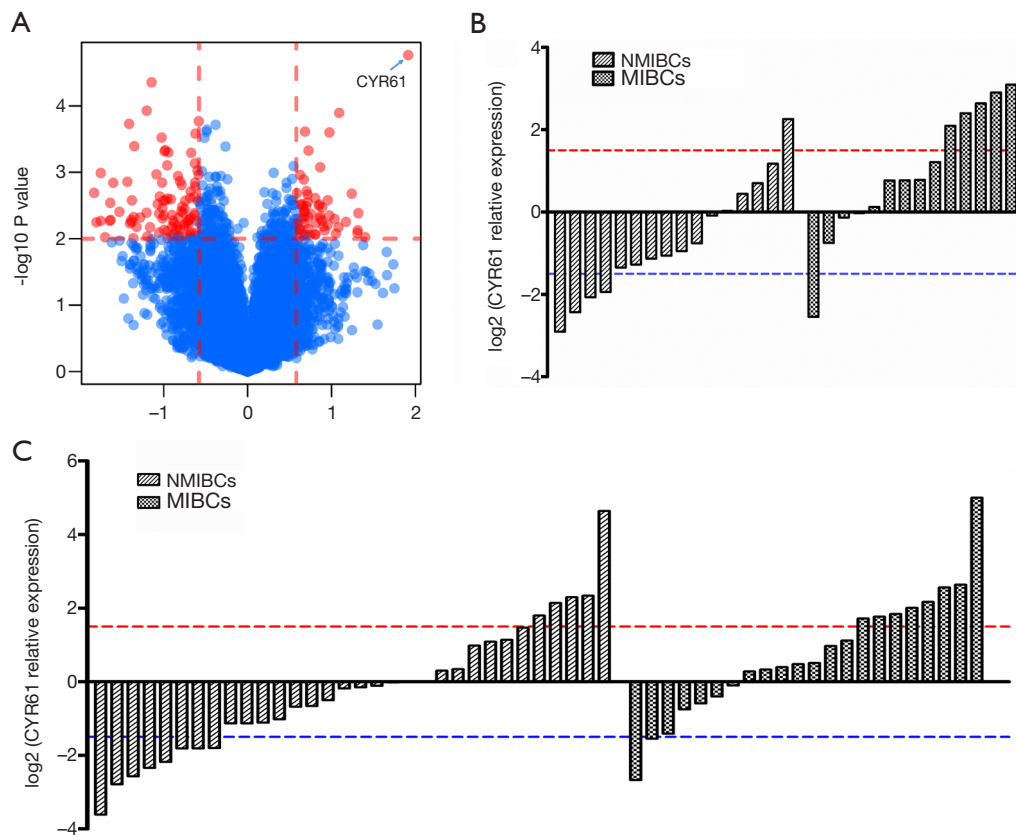 A
CYR61
-log10 P value
4
3
2
1
0
−1
0
1
2
B
NMIBCs
MIBCs
log2 (CYR61 relative expression)
4
2
0
−2
−4
C
NMIBCs
MIBCs
log2 (CYR61 relative expression)
6
4
2
0
−2
−4